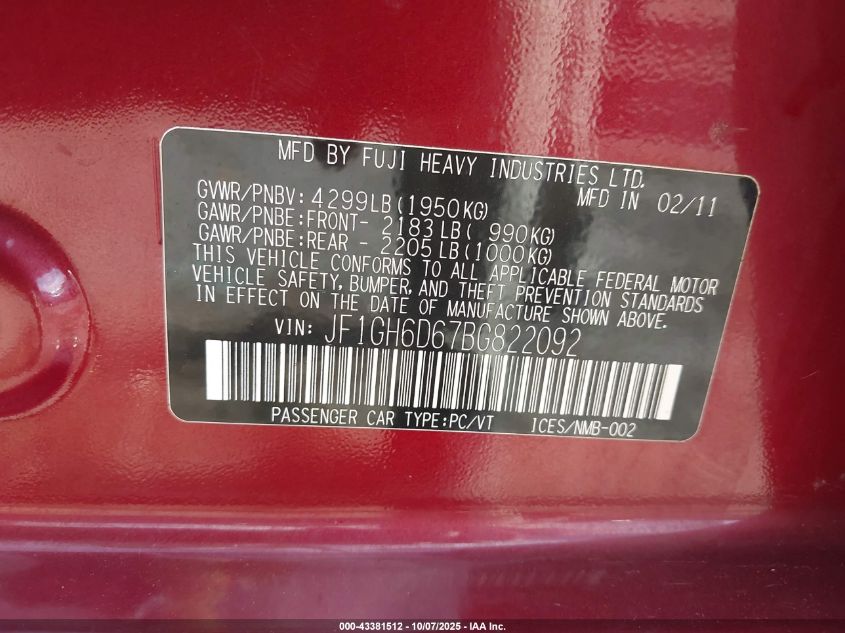 MFD BY FUJI HEAVY INDUSTRIES LTD.
GVWR/PNBV: 4299LB(1950KG) MFD IN 02/11
GAWR/PNBE:FRONT- 2183LB( 990KG)
GAWR/PNBE:REAR - 2205LB(1000KG)
THIS VEHICLE CONFORMS TO ALL APPLICABLE FEDERAL MOTOR
VEHICLE SAFETY, BUMPER, AND THEFT PREVENTION STANDARDS
IN EFFECT ON THE DATE OF MANUFACTURE SHOWN ABOVE.
VIN: JF1GH6D67BG822092
PASSENGER CAR TYPE:PC/VT ICES/NMB-002
000-43381512 - 10/07/2025 - IAA Inc.